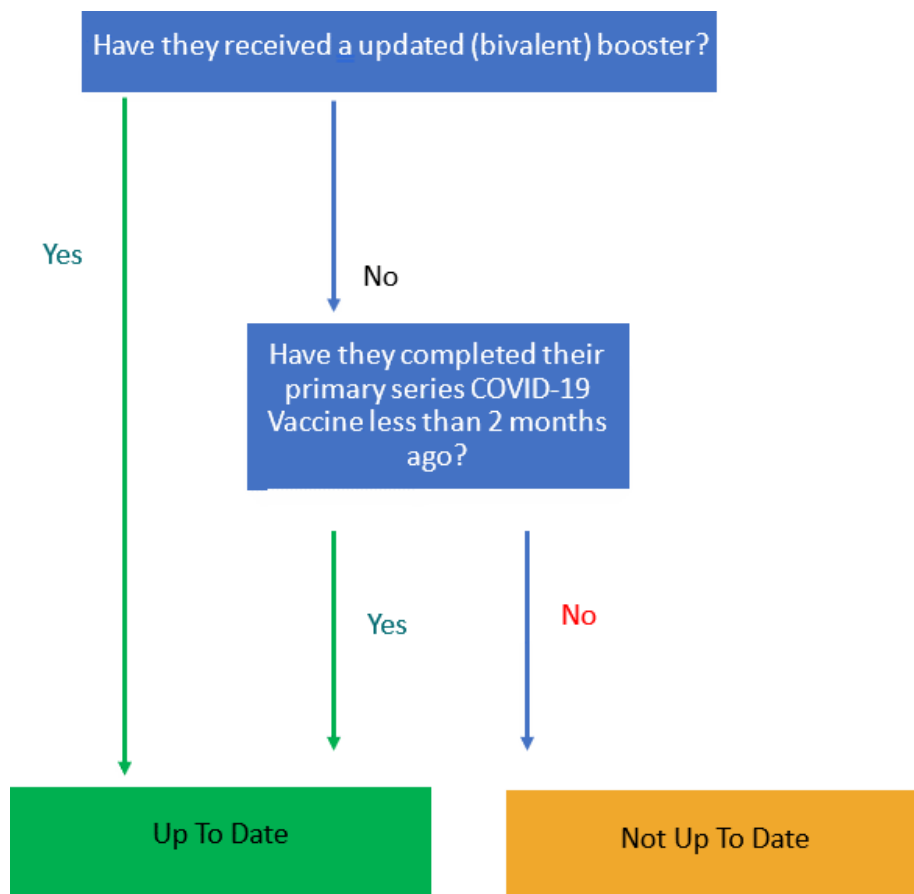 Have they received a updated (bivalent) booster?
Yes
No
Have they completed their
primary series COVID-19
Vaccine less than 2 months
ago?
Yes
No
Up To Date
Not Up To Date